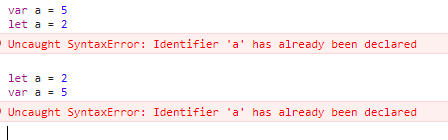 var a = 5
let a = 2
Uncaught SyntaxError: Identifier 'a' has already been declared
let a = 2
var a = 5
Uncaught SyntaxError: Identifier 'a' has already been declared